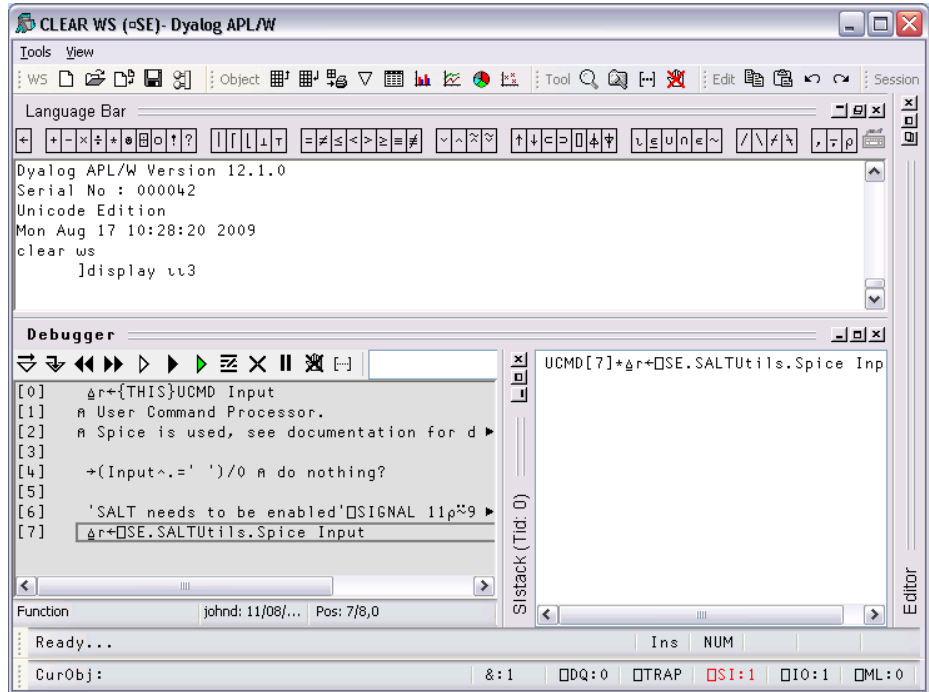 CLEAR WS (⎕SE)- Dyalog APL/W
Tools View
WS Object Tool Edit Session
Language Bar
← + - × ÷ * ⍟ ⌹ ○ ! ? | ⌈ ⌊ ⊥ ⊤ = ≠ ≤ < > ≥ ≡ ≢ ∨ ∧ ⍲ ⍱ ↑ ↓ ⊂ ⊃ ⌷ ⍋ ⍒ ⍳ ⍷ ∪ ∩ ∊ ~ / \ ⌿ ⍀ , ⍪ ⍴
Dyalog APL/W Version 12.1.0
Serial No : 000042
Unicode Edition
Mon Aug 17 10:28:20 2009
clear ws
]display ⍳⍳3
Debugger
[0] ⍙r←{THIS}UCMD Input
[1] ⍝ User Command Processor.
[2] ⍝ Spice is used, see documentation for d
[3]
[4] →(Input∧.=' ')/0 ⍝ do nothing?
[5]
[6] 'SALT needs to be enabled'⎕SIGNAL 11⍴⍨9
[7] ⍙r←⎕SE.SALTUtils.Spice Input
Function johnd: 11/08/... Pos: 7/8,0
SIstack (Tid: 0)
UCMD[7]*⍙r←⎕SE.SALTUtils.Spice Inp
Editor
Ready... Ins NUM
CurObj: &:1 ⎕DQ:0 ⎕TRAP ⎕SI:1 ⎕IO:1 ⎕ML:0